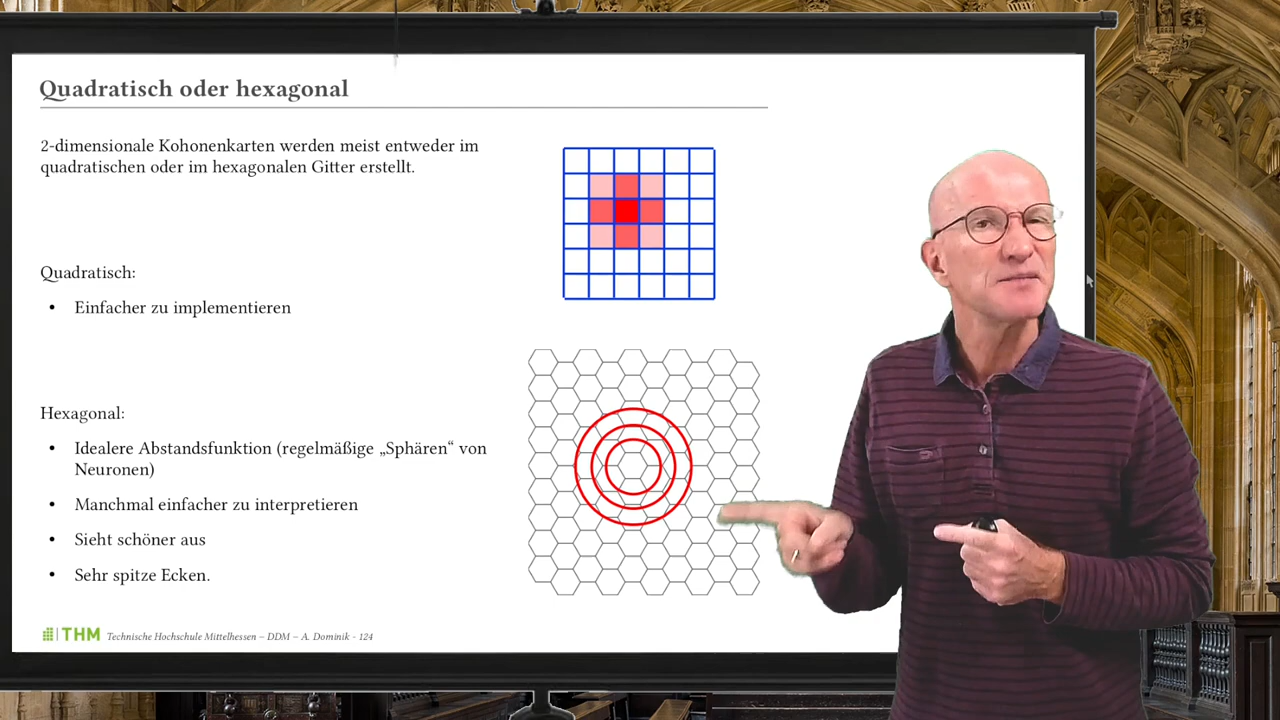 Quadratisch oder hexagonal
2-dimensionale Kohonenkarten werden meist entweder im
quadratischen oder im hexagonalen Gitter erstellt.
Quadratisch:
• Einfacher zu implementieren
Hexagonal:
• Idealere Abstandsfunktion (regelmäßige „Sphären“ von
Neuronen)
• Manchmal einfacher zu interpretieren
• Sieht schöner aus
• Sehr spitze Ecken.
THM Technische Hochschule Mittelhessen – DDM – A. Dominik - 124